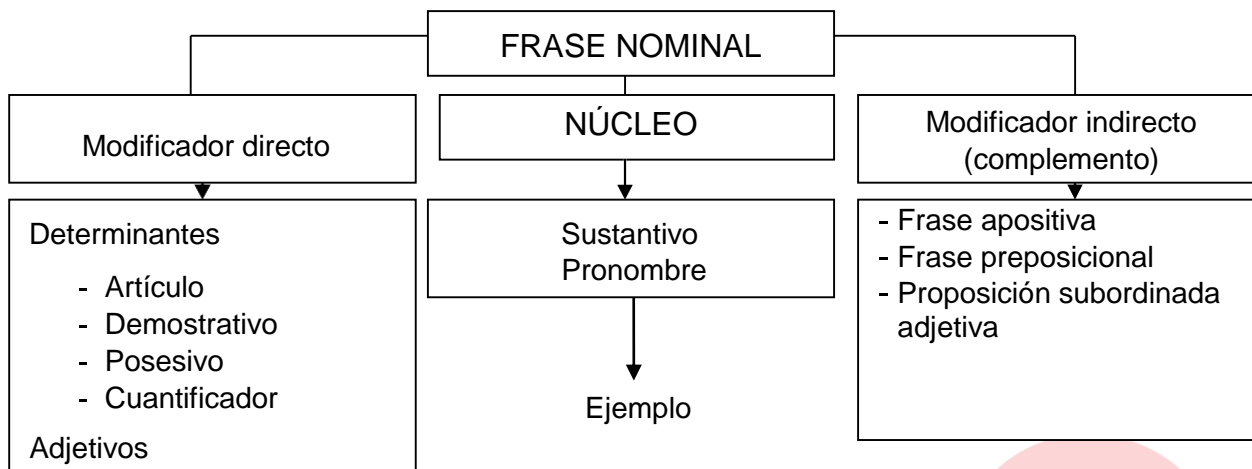 FRASE NOMINAL
Modificador directo
NÚCLEO
Modificador indirecto
(complemento)
Determinantes
- Artículo
- Demostrativo
- Posesivo
- Cuantificador
Adjetivos
Sustantivo
Pronombre
Ejemplo
- Frase apositiva
- Frase preposicional
- Proposición subordinada
adjetiva